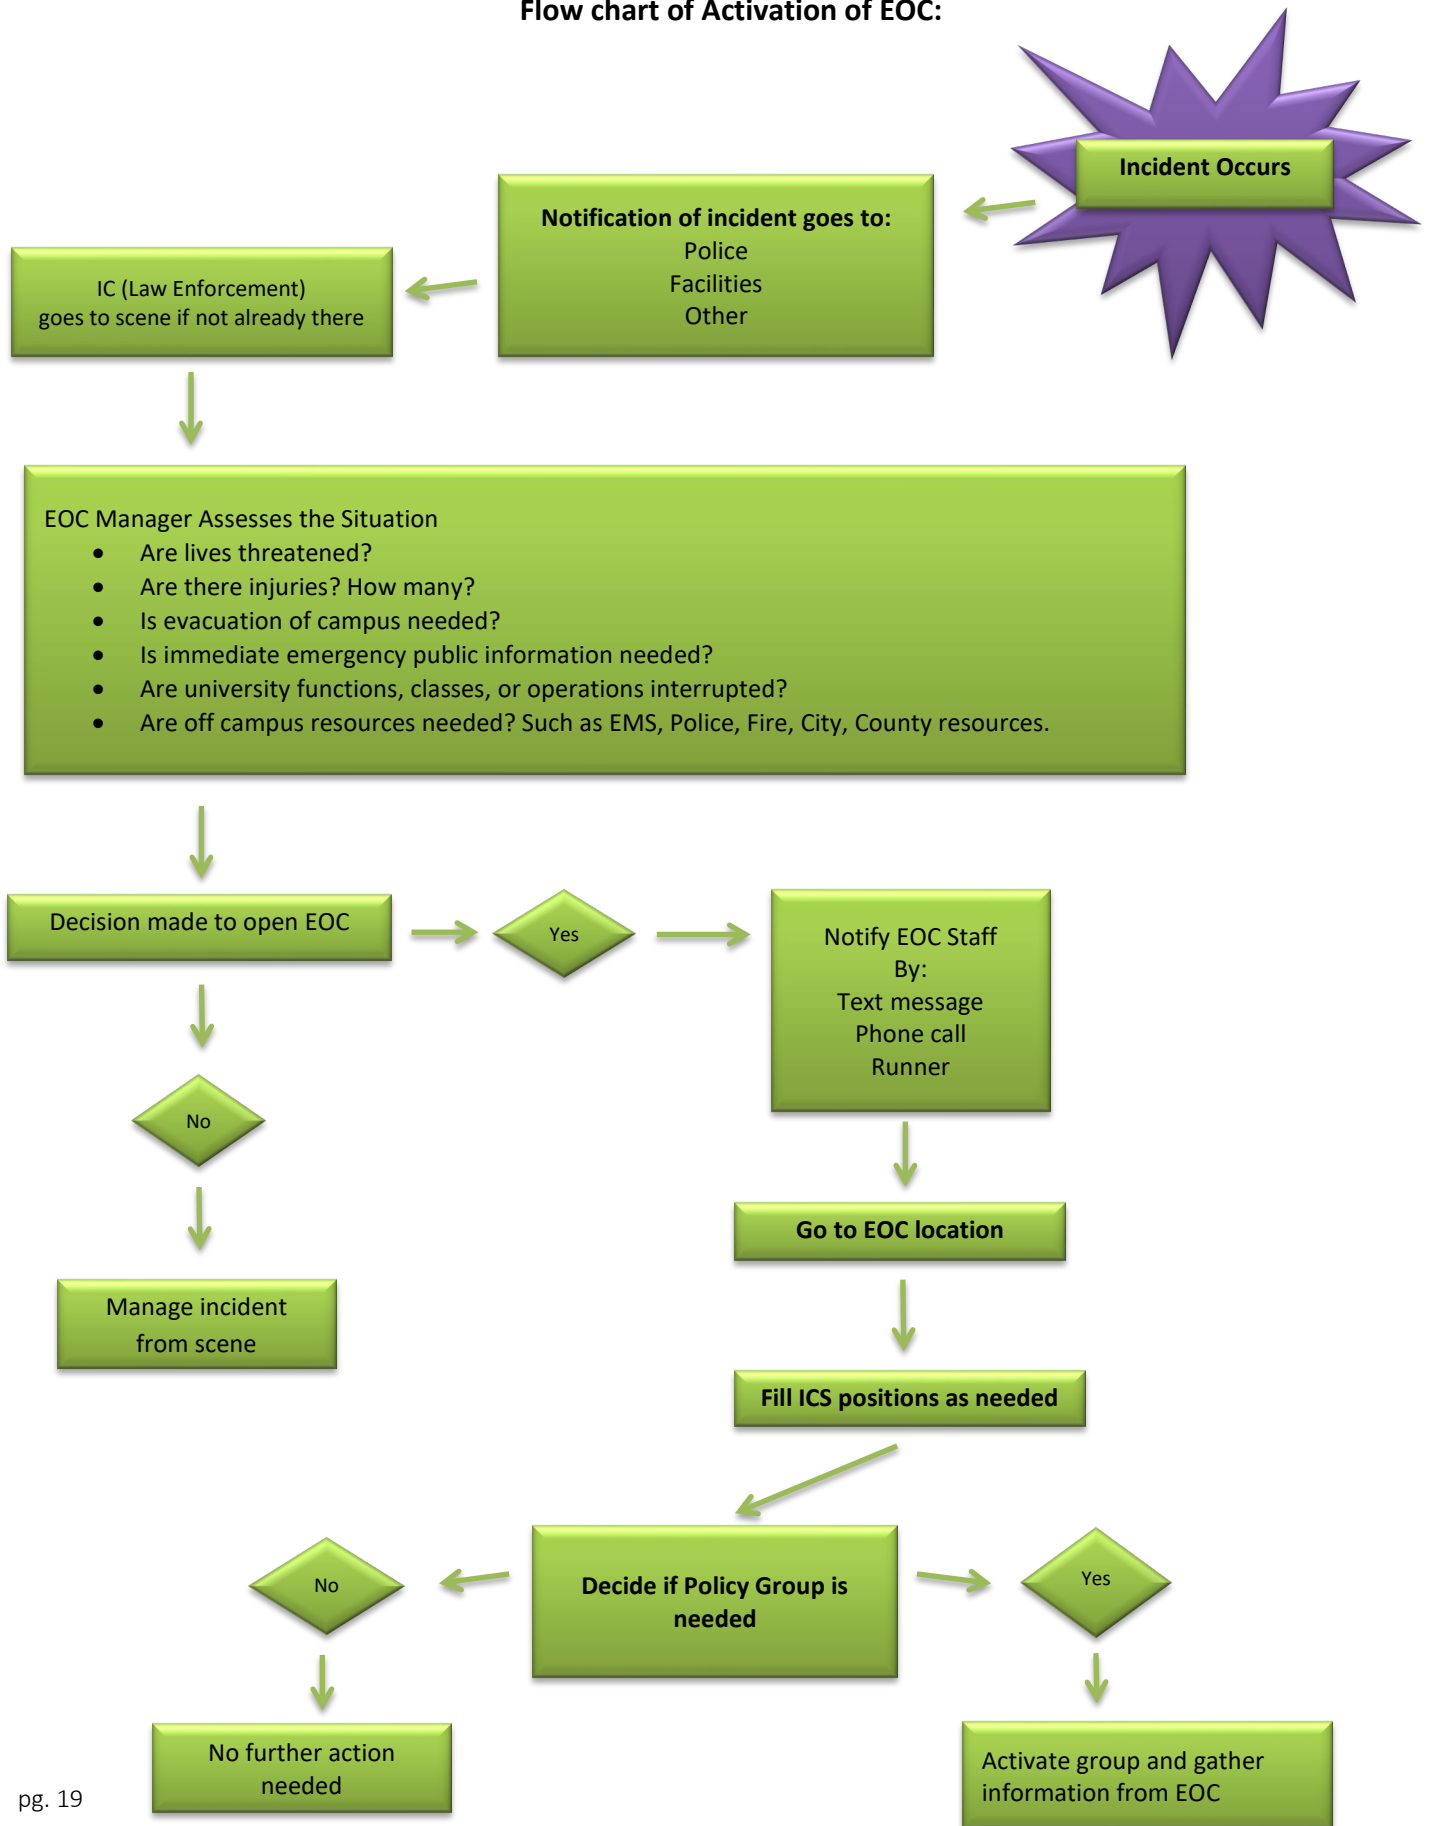 Flow chart of Activation of EOC:
Incident Occurs
Notification of incident goes to:
Police
Facilities
Other
IC (Law Enforcement)
goes to scene if not already there
EOC Manager Assesses the Situation
• Are lives threatened?
• Are there injuries? How many?
• Is evacuation of campus needed?
• Is immediate emergency public information needed?
• Are university functions, classes, or operations interrupted?
• Are off campus resources needed? Such as EMS, Police, Fire, City, County resources.
Decision made to open EOC
Yes
Notify EOC Staff
By:
Text message
Phone call
Runner
No
Manage incident
from scene
Go to EOC location
Fill ICS positions as needed
Decide if Policy Group is
needed
No
Yes
No further action
needed
Activate group and gather
information from EOC
pg. 19